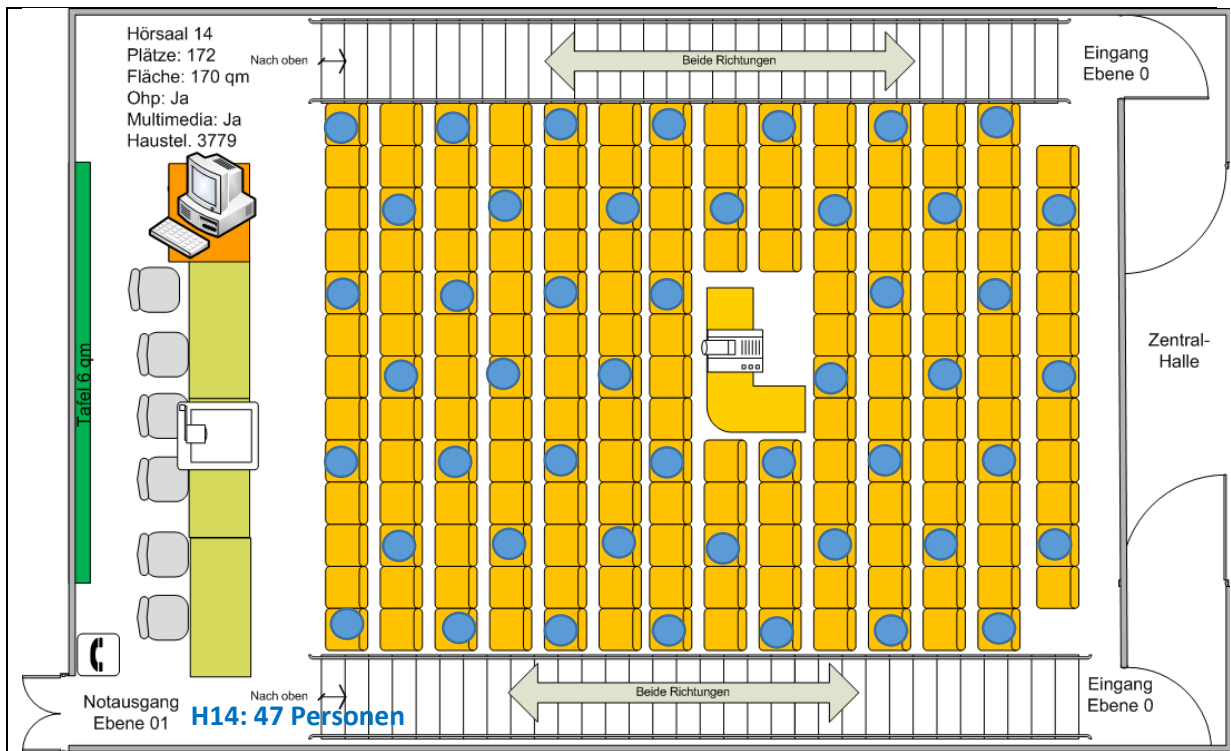 Hörsaal 14
Plätze: 172
Fläche: 170 qm
Ohp: Ja
Multimedia: Ja
Haustel. 3779
Nach oben
Beide Richtungen
Eingang
Ebene 0
Tafel 6 qm
Zentral-
Halle
Notausgang
Ebene 01
Nach oben
H14: 47 Personen
Beide Richtungen
Eingang
Ebene 0